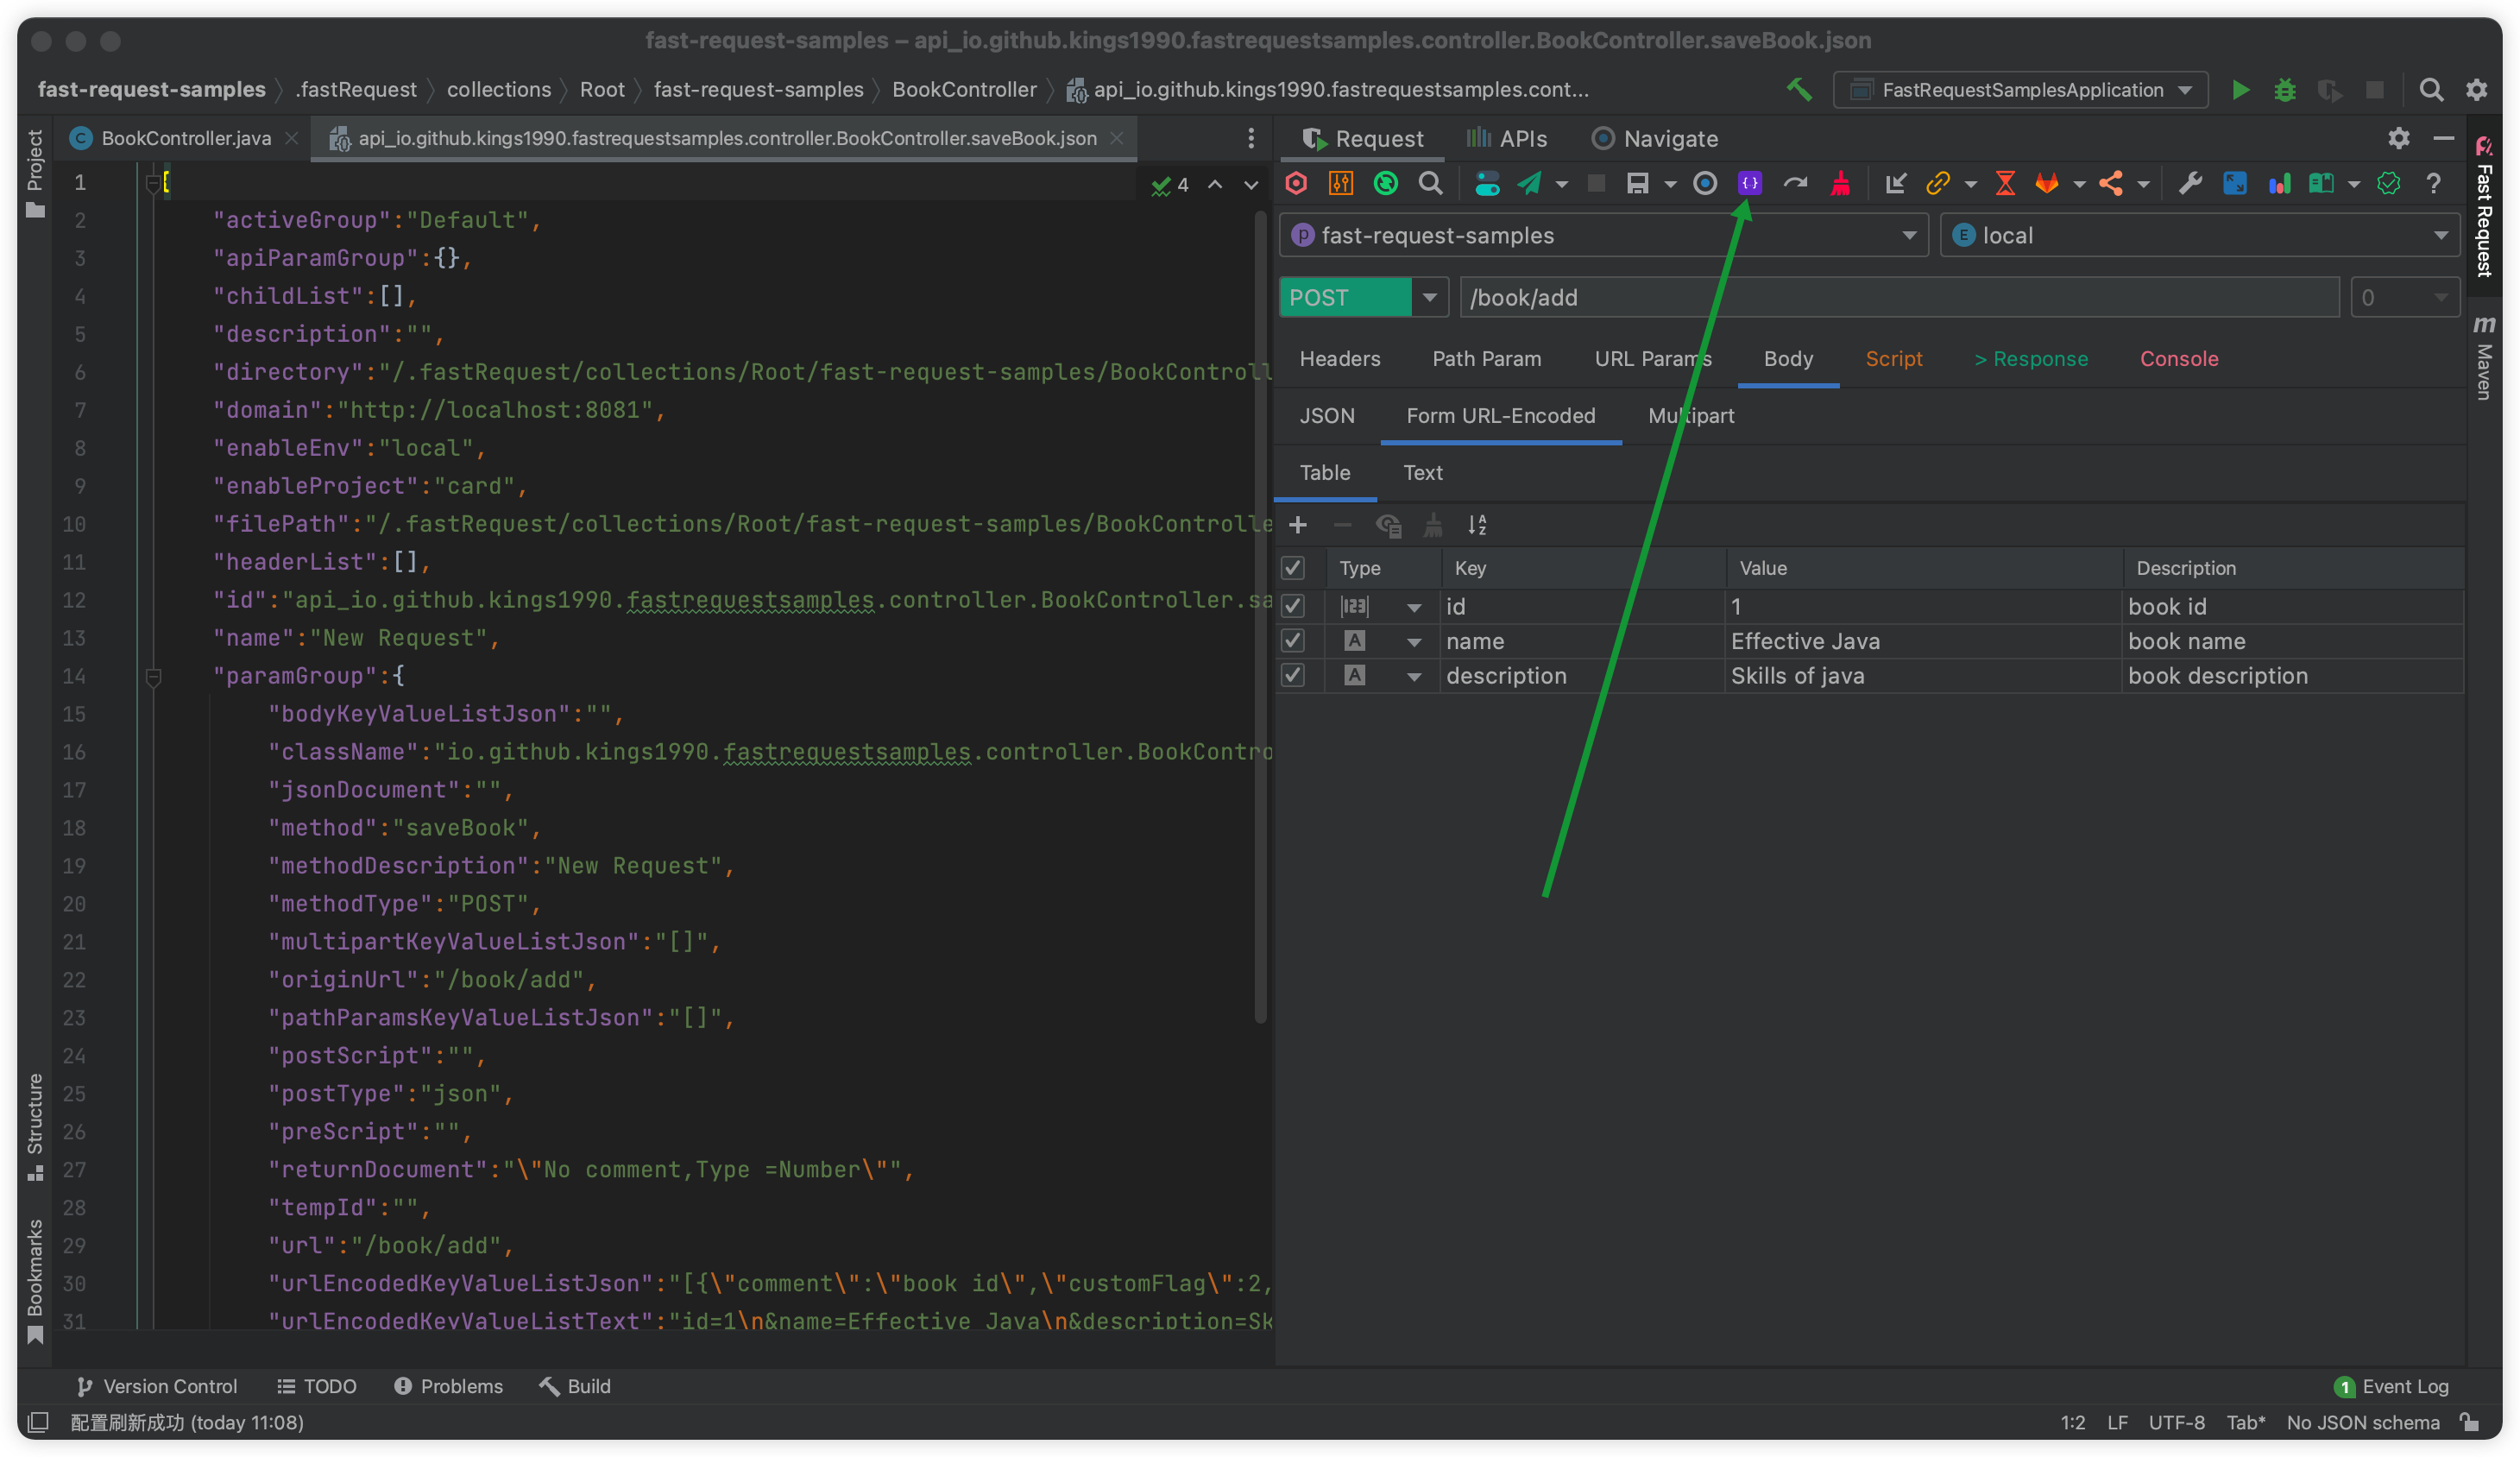 fast-request-samples – api_io.github.kings1990.fastrequestsamples.controller.BookController.saveBook.json
fast-request-samples
.fastRequest
collections
Root
fast-request-samples
BookController
api_io.github.kings1990.fastrequestsamples.cont...
FastRequestSamplesApplication
Project
Structure
Bookmarks
BookController.java
api_io.github.kings1990.fastrequestsamples.controller.BookController.saveBook.json
4
1 {
2 "activeGroup":"Default",
3 "apiParamGroup":{},
4 "childList":[],
5 "description":"",
6 "directory":"/.fastRequest/collections/Root/fast-request-samples/BookControll
7 "domain":"http://localhost:8081",
8 "enableEnv":"local",
9 "enableProject":"card",
10 "filePath":"/.fastRequest/collections/Root/fast-request-samples/BookControlle
11 "headerList":[],
12 "id":"api_io.github.kings1990.fastrequestsamples.controller.BookController.sa
13 "name":"New Request",
14 "paramGroup":{
15 "bodyKeyValueListJson":"",
16 "className":"io.github.kings1990.fastrequestsamples.controller.BookContro
17 "jsonDocument":"",
18 "method":"saveBook",
19 "methodDescription":"New Request",
20 "methodType":"POST",
21 "multipartKeyValueListJson":"[]",
22 "originUrl":"/book/add",
23 "pathParamsKeyValueListJson":"[]",
24 "postScript":"",
25 "postType":"json",
26 "preScript":"",
27 "returnDocument":"\"No comment,Type =Number\"",
28 "tempId":"",
29 "url":"/book/add",
30 "urlEncodedKeyValueListJson":"[{\"comment\":\"book id\",\"customFlag\":2,
31 "urlEncodedKeyValueListText":"id=1\n&name=Effective Java\n&description=Sk
Request
APIs
Navigate
p fast-request-samples
E local
POST
/book/add
0
Headers
Path Param
URL Params
Body
Script
> Response
Console
JSON
Form URL-Encoded
Multipart
Table
Text
Type Key Value Description
123 id 1 book id
A name Effective Java book name
A description Skills of java book description
Fast Request
m Maven
Version Control
TODO
Problems
Build
1 Event Log
配置刷新成功 (today 11:08)
1:2
LF
UTF-8
Tab*
No JSON schema